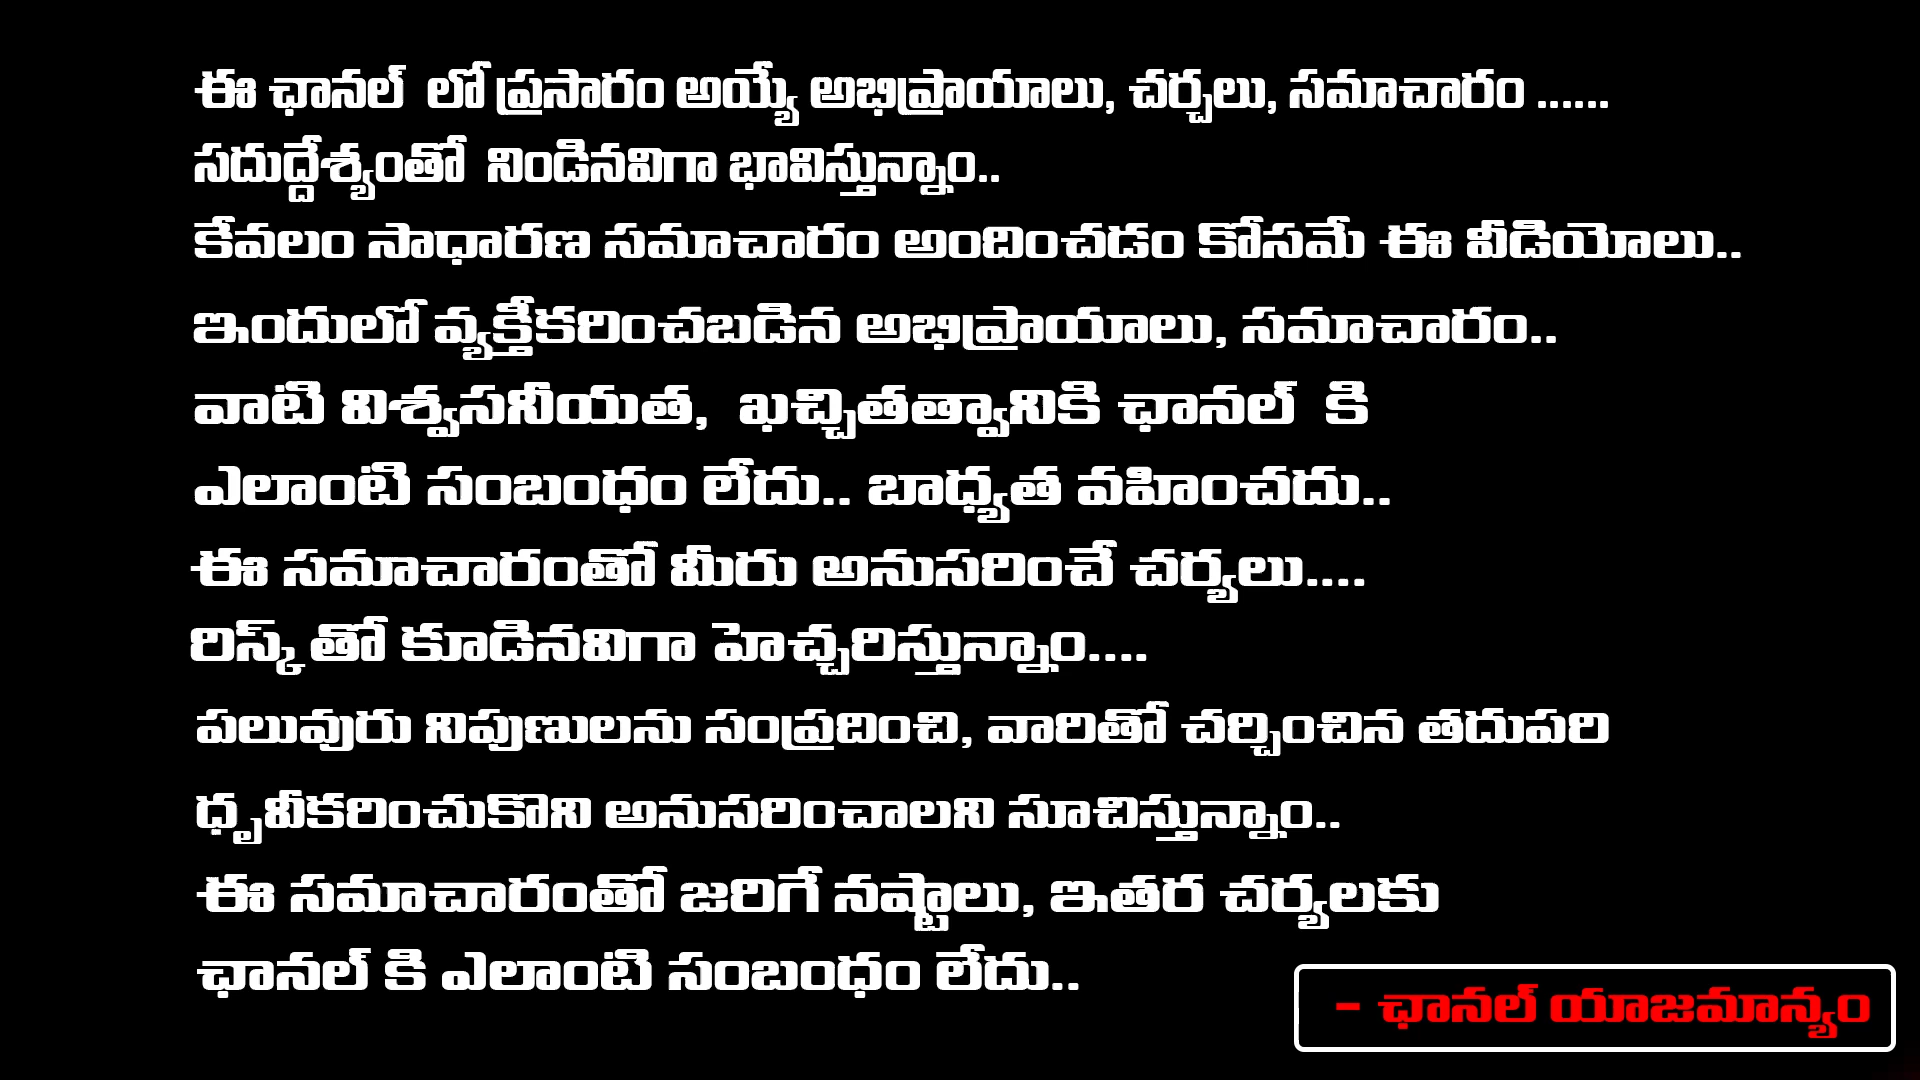 ఈ ఛానల్ లో ప్రసారం అయ్యే అభిప్రాయాలు, చర్చలు, సమాచారం ......
సదుద్దేశ్యంతో నిండినవిగా భావిస్తున్నాం..
కేవలం సాధారణ సమాచారం అందించడం కోసమే ఈ వీడియోలు..
ఇందులో వ్యక్తీకరించబడిన అభిప్రాయాలు, సమాచారం..
వాటి విశ్వసనీయత, ఖచ్చితత్వానికి ఛానల్ కి
ఎలాంటి సంబంధం లేదు.. బాధ్యత వహించదు..
ఈ సమాచారంతో మీరు అనుసరించే చర్యలు....
రిస్క్ తో కూడినవిగా హెచ్చరిస్తున్నాం....
పలువురు నిపుణులను సంప్రదించి, వారితో చర్చించిన తదుపరి
ధృవీకరించుకొని అనుసరించాలని సూచిస్తున్నాం..
ఈ సమాచారంతో జరిగే నష్టాలు, ఇతర చర్యలకు
ఛానల్ కి ఎలాంటి సంబంధం లేదు..
- ఛానల్ యాజమాన్యం